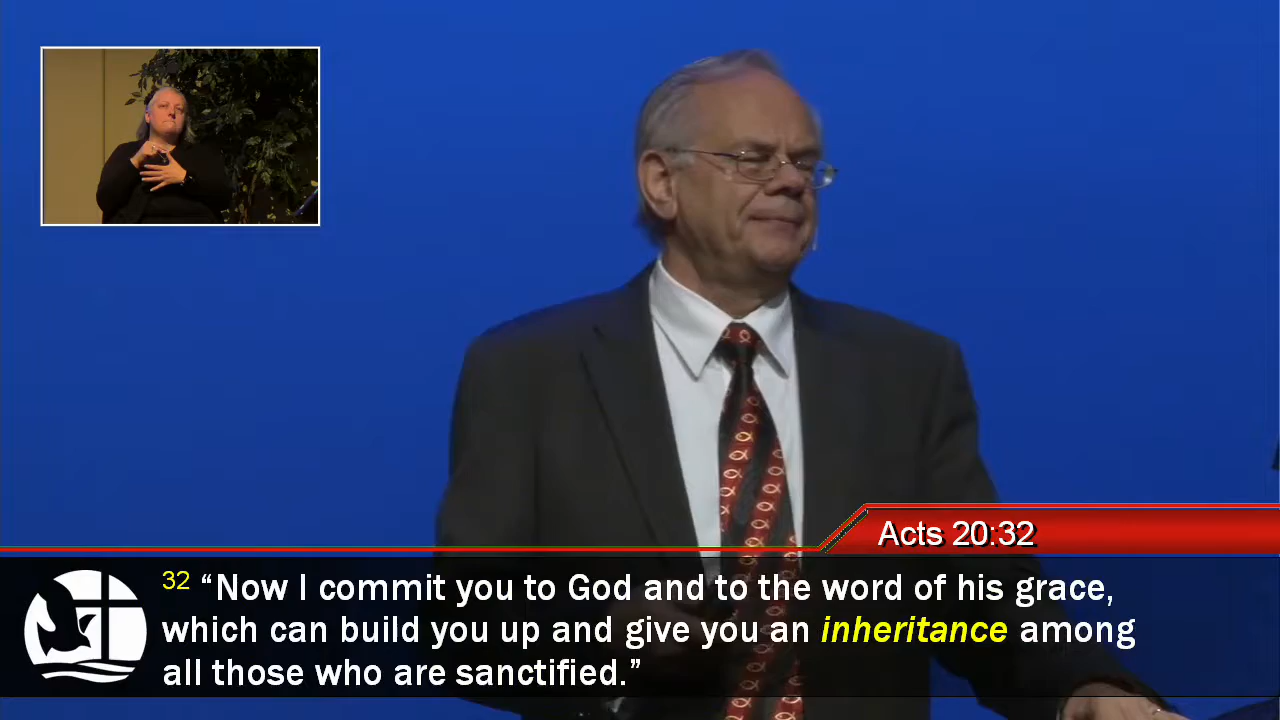 Acts 20:32
32 “Now I commit you to God and to the word of his grace,
which can build you up and give you an inheritance among
all those who are sanctified.”